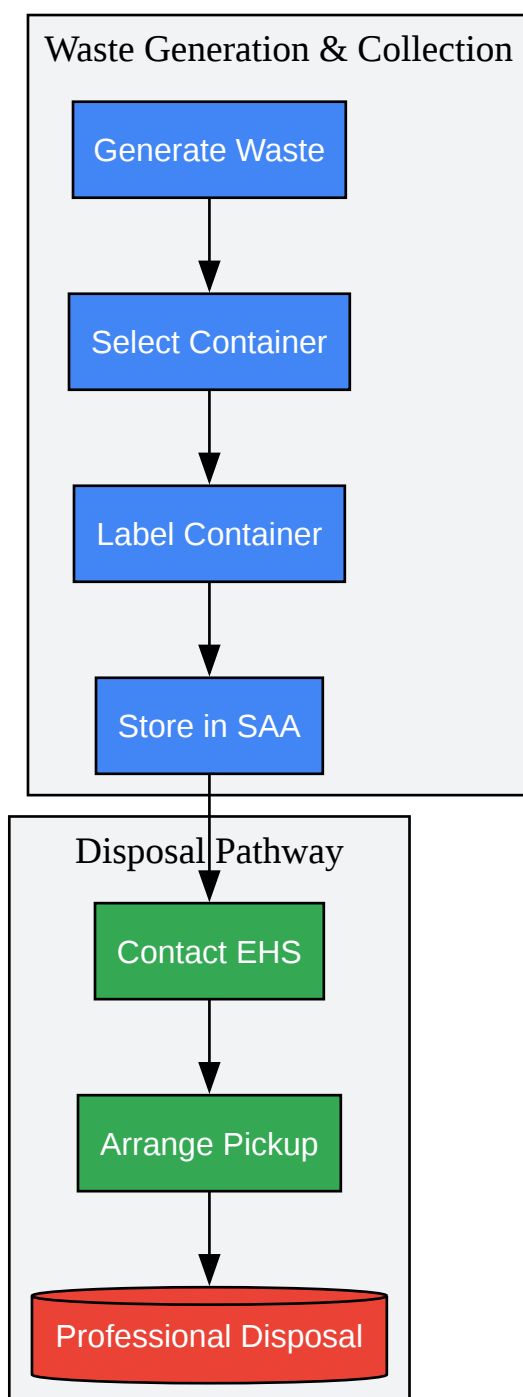 Waste Generation & Collection
Generate Waste
Select Container
Label Container
Store in SAA
Disposal Pathway
Contact EHS
Arrange Pickup
Professional Disposal